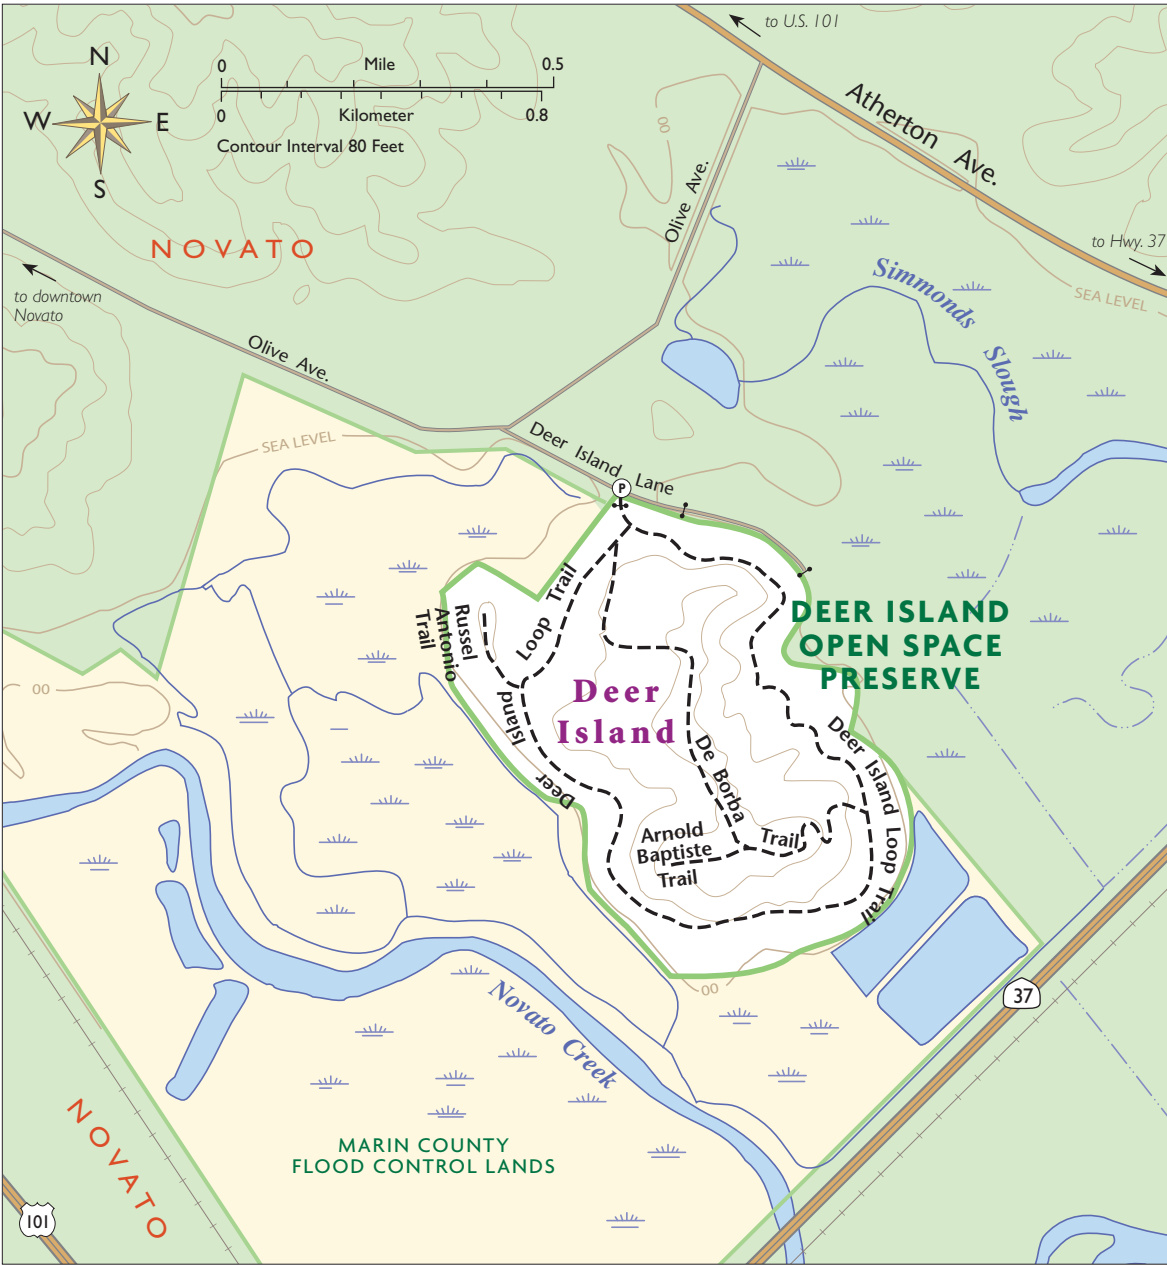 to U.S. 101
N
W
E
S
0
Mile
0.5
0
Kilometer
0.8
Contour Interval 80 Feet
Atherton Ave.
00
Olive Ave.
NOVATO
to Hwy. 37
to downtown
Novato
Simmonds
Slough
SEA LEVEL
Olive Ave.
SEA LEVEL
Deer Island Lane
P
DEER ISLAND
OPEN SPACE
PRESERVE
Russel
Antonio
Trail
Deer Island Loop Trail
Deer
Island
00
De Borba
Trail
Deer Island Loop Trail
Arnold
Baptiste
Trail
00
37
Novato Creek
MARIN COUNTY
FLOOD CONTROL LANDS
NOVATO
101